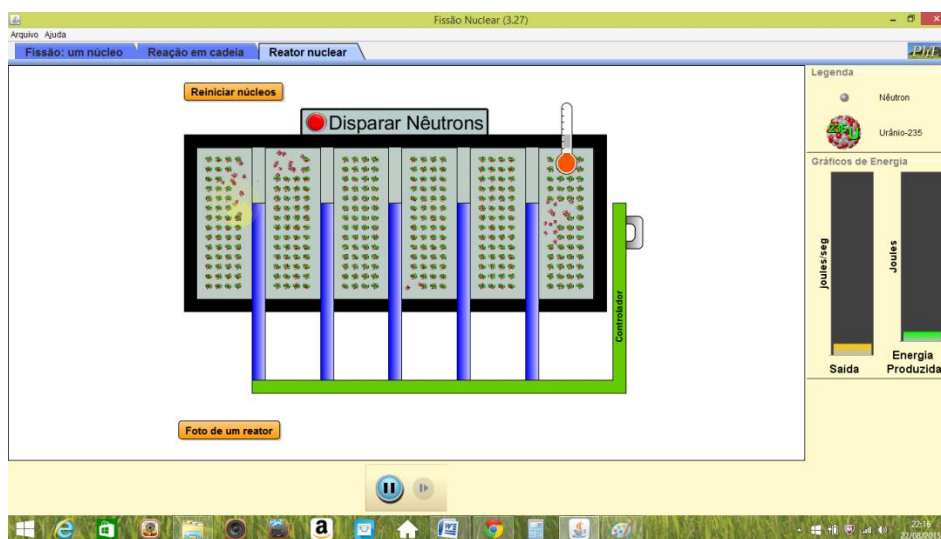 Fissão Nuclear (3.27)
Arquivo Ajuda
Fissão: um núcleo Reação em cadeia Reator nuclear
PhET
Reiniciar núcleos
Disparar Nêutrons
Controlador
Foto de um reator
Legenda
Nêutron
235U
Urânio-235
Gráficos de Energia
joules/seg
Joules
Saída
Energia
Produzida
22:16